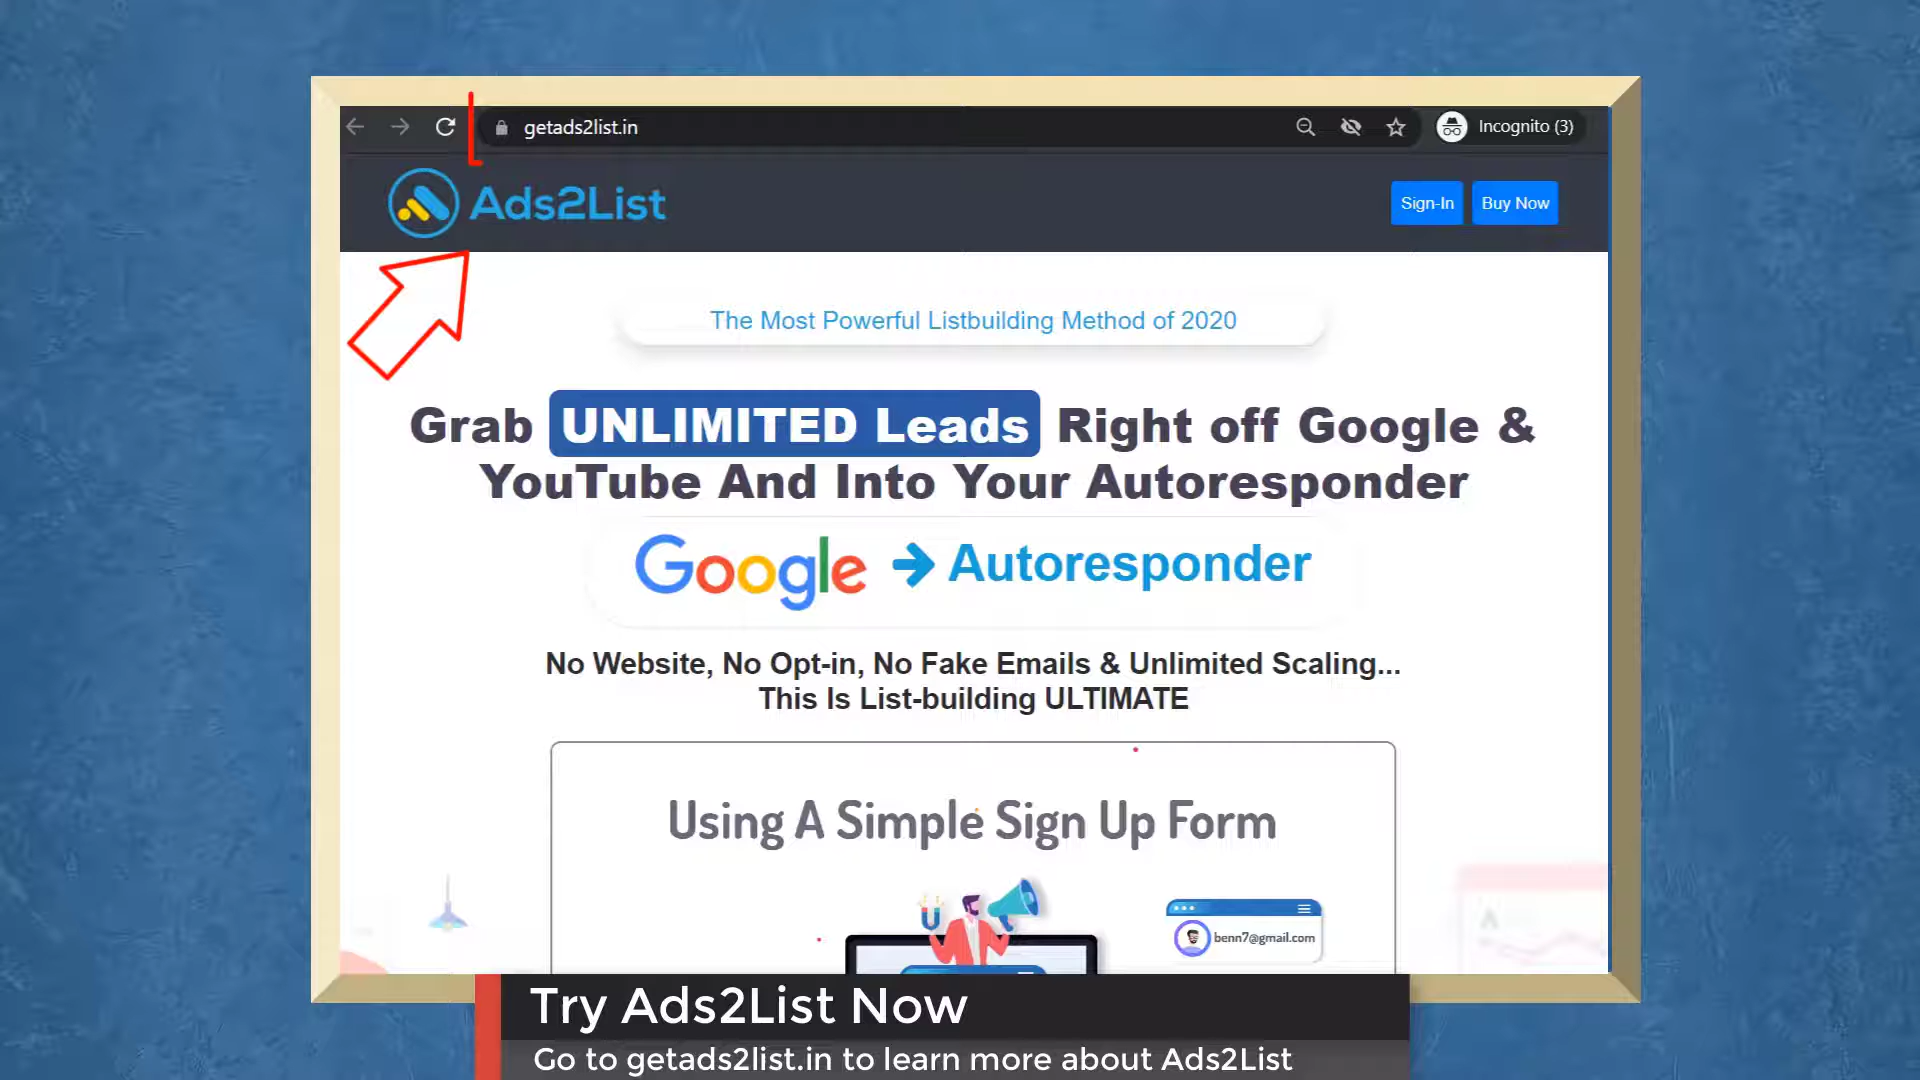 getads2list.in
Incognito (3)
Ads2List
Sign-In
Buy Now
The Most Powerful Listbuilding Method of 2020
Grab UNLIMITED Leads Right off Google &
YouTube And Into Your Autoresponder
Google → Autoresponder
No Website, No Opt-in, No Fake Emails & Unlimited Scaling...
This Is List-building ULTIMATE
Using A Simple Sign Up Form
benn7@gmail.com
Try Ads2List Now
Go to getads2list.in to learn more about Ads2List